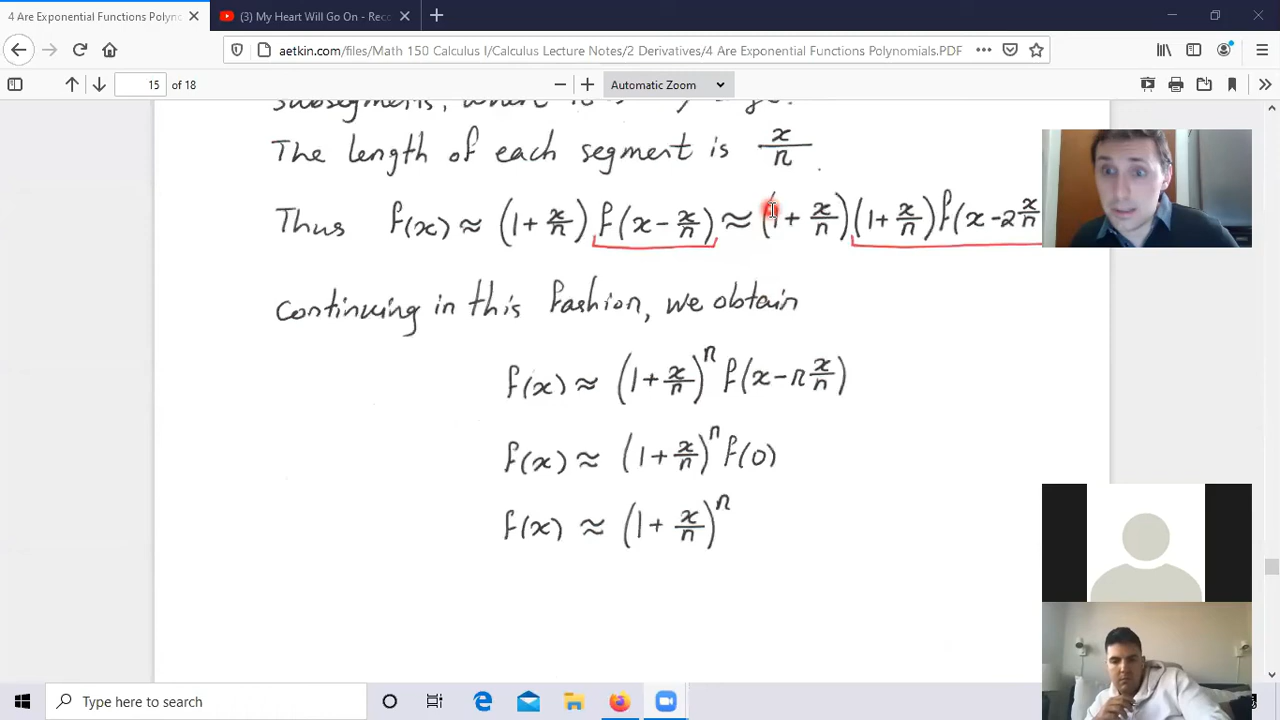 4 Are Exponential Functions Polyno
(3) My Heart Will Go On - Reco
aetkin.com/files/Math 150 Calculus I/Calculus Lecture Notes/2 Derivatives/4 Are Exponential Functions Polynomials.PDF
15 of 18
Automatic Zoom
subsegments, where
The length of each segment is x/n .
Thus f(x) ≈ (1 + x/n) f(x - x/n) ≈ (1 + x/n)(1 + x/n) f(x - 2 x/n
Continuing in this fashion, we obtain
f(x) ≈ (1 + x/n)^n f(x - n x/n)
f(x) ≈ (1 + x/n)^n f(0)
f(x) ≈ (1 + x/n)^n
Type here to search